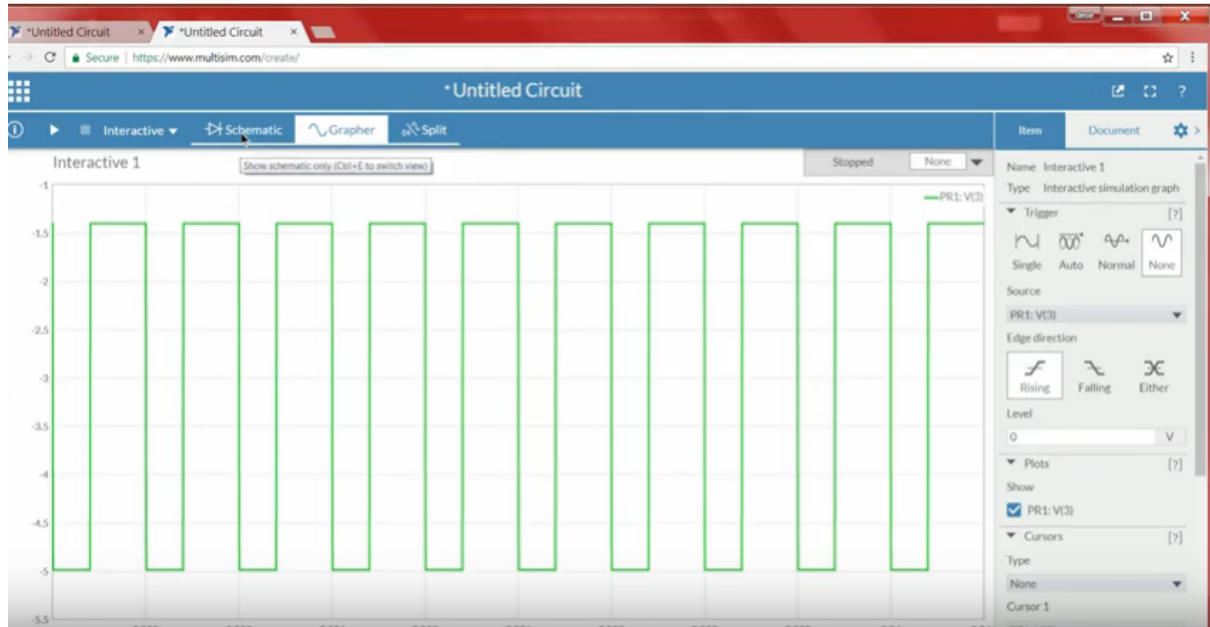 *Untitled Circuit × *Untitled Circuit ×
Secure | https://www.multisim.com/create/
*Untitled Circuit ?
Interactive Schematic Grapher Split Item Document
Interactive 1
Show schematic only (Ctrl+E to switch view)
Stopped None
PR1: V(3)
-1
-1.5
-2
-2.5
-3
-3.5
-4
-4.5
-5
-5.5
Name Interactive 1
Type Interactive simulation graph
Trigger [?]
Single Auto Normal None
Source
PR1: V(3)
Edge direction
Rising Falling Either
Level
0 V
Plots [?]
Show
PR1: V(3)
Cursors [?]
Type
None
Cursor 1